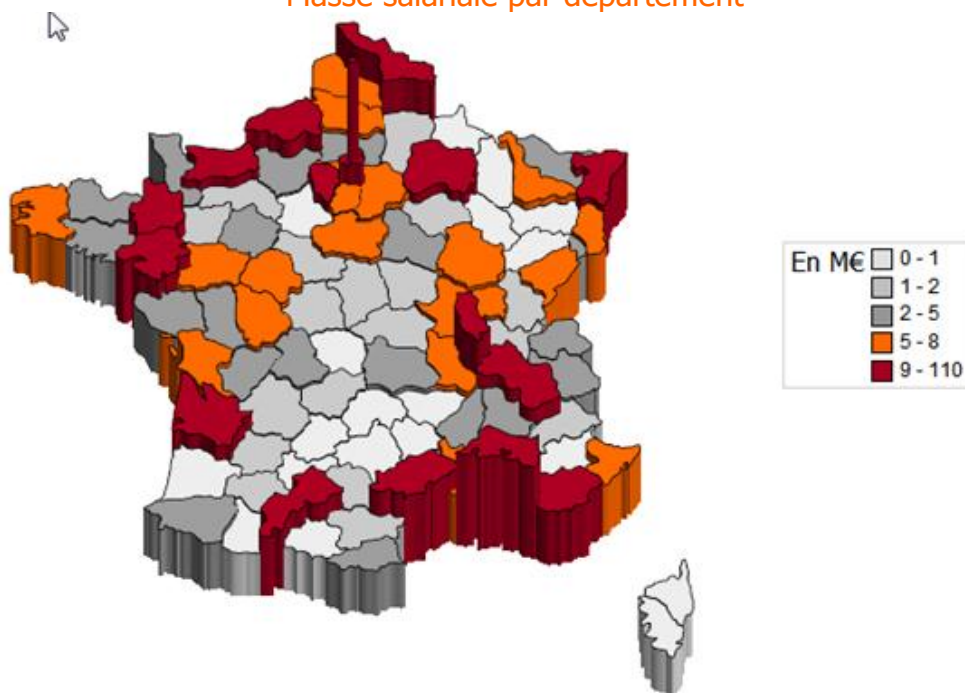 Masse salariale par département
En M€
0 - 1
1 - 2
2 - 5
5 - 8
9 - 110